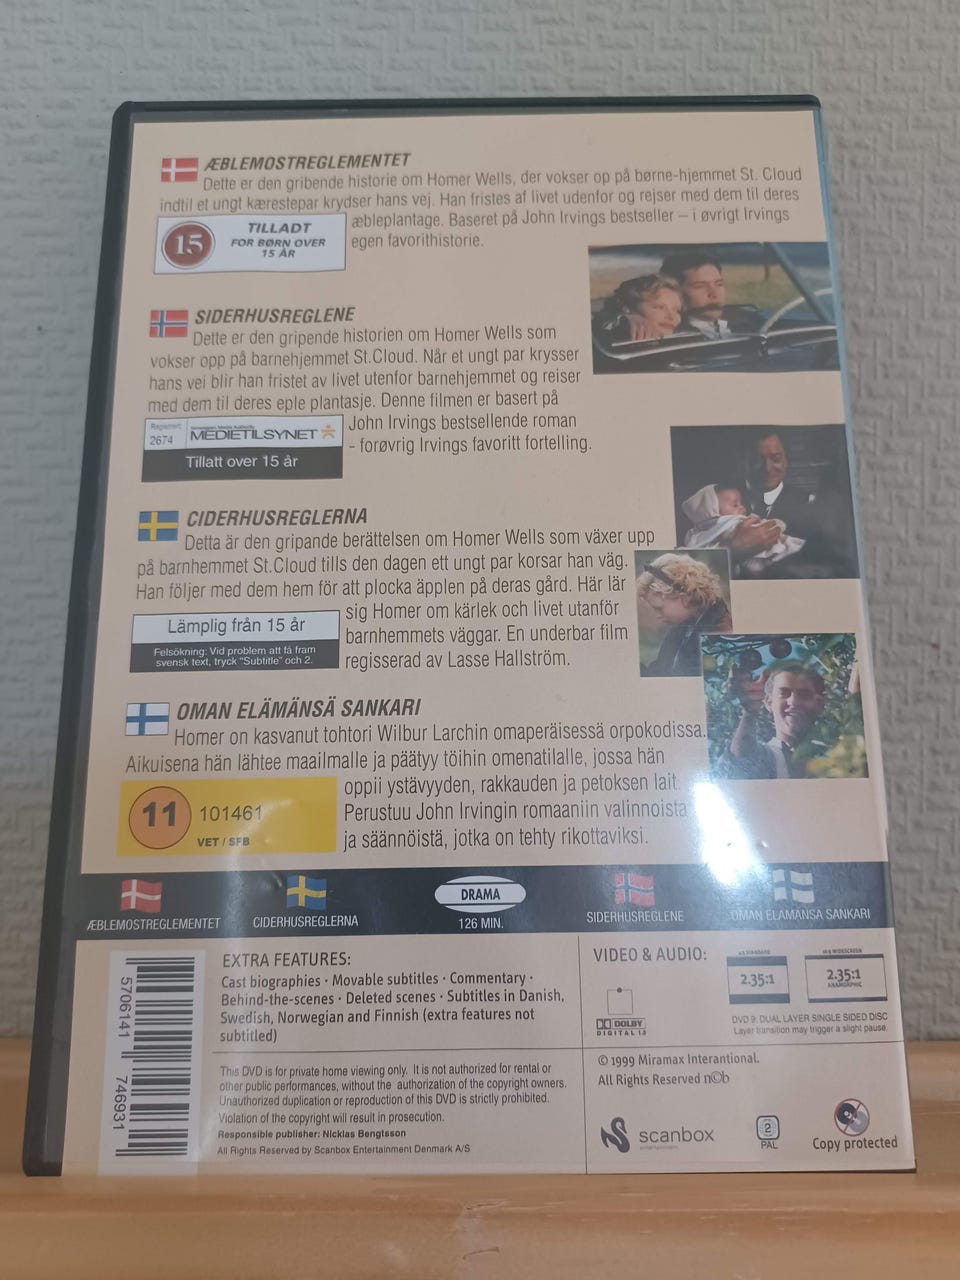 ÆBLEMOSTREGLEMENTET
Dette er den gribende historie om Homer Wells, der vokser op på børne-hjemmet St. Cloud
indtil et ungt kærestepar krydser hans vej. Han fristes af livet udenfor og rejser med dem til deres
æbleplantage. Baseret på John Irvings bestseller – i øvrigt Irvings
egen favorithistorie.
15
TILLADT
FOR BØRN OVER
15 ÅR
SIDERHUSREGLENE
Dette er den gripende historien om Homer Wells som
vokser opp på barnehjemmet St.Cloud. Når et ungt par krysser
hans vei blir han fristet av livet utenfor barnehjemmet og reiser
med dem til deres eple plantasje. Denne filmen er basert på
John Irvings bestsellende roman
- forøvrig Irvings favoritt fortelling.
Registrert
2674
Norwegian Media Authority
MEDIETILSYNET
Tillatt over 15 år
CIDERHUSREGLERNA
Detta är den gripande berättelsen om Homer Wells som växer upp
på barnhemmet St.Cloud tills den dagen ett ungt par korsar han väg.
Han följer med dem hem för att plocka äpplen på deras gård. Här lär
sig Homer om kärlek och livet utanför
barnhemmets väggar. En underbar film
regisserad av Lasse Hallström.
Lämplig från 15 år
Felsökning: Vid problem att få fram
svensk text, tryck "Subtitle" och 2.
OMAN ELÄMÄNSÄ SANKARI
Homer on kasvanut tohtori Wilbur Larchin omaperäisessä orpokodissa.
Aikuisena hän lähtee maailmalle ja päätyy töihin omenatilalle, jossa hän
oppii ystävyyden, rakkauden ja petoksen lait.
Perustuu John Irvingin romaaniin valinnoista
ja säännöistä, jotka on tehty rikottaviksi.
11
101461
VET / SFB
ÆBLEMOSTREGLEMENTET
CIDERHUSREGLERNA
DRAMA
126 MIN.
SIDERHUSREGLENE
OMAN ELÄMÄNSÄ SANKARI
5706141 746931
EXTRA FEATURES:
Cast biographies · Movable subtitles · Commentary ·
Behind-the-scenes · Deleted scenes · Subtitles in Danish,
Swedish, Norwegian and Finnish (extra features not
subtitled)
This DVD is for private home viewing only. It is not authorized for rental or
other public performances, without the authorization of the copyright owners.
Unauthorized duplication or reproduction of this DVD is strictly prohibited.
Violation of the copyright will result in prosecution.
Responsible publisher: Nicklas Bengtsson
All Rights Reserved by Scanbox Entertainment Denmark A/S
VIDEO & AUDIO:
DOLBY
DIGITAL
4:3 STANDARD
2.35:1
16:9 WIDESCREEN
2.35:1
ANAMORPHIC
DVD 9: DUAL LAYER SINGLE SIDED DISC
Layer transition may trigger a slight pause.
© 1999 Miramax Interantional.
All Rights Reserved n©b
scanbox
entertainment
2
PAL
Copy protected